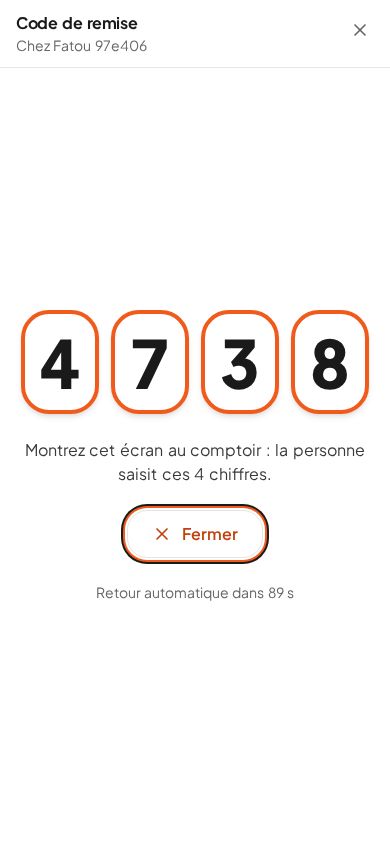 Code de remise
Chez Fatou 97e406
4 7 3 8
Montrez cet écran au comptoir : la personne
saisit ces 4 chiffres.
Fermer
Retour automatique dans 89 s